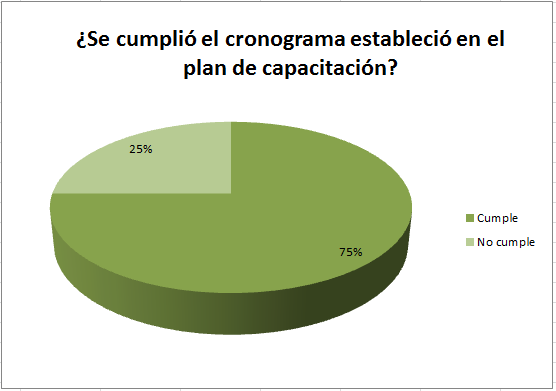 ¿Se cumplió el cronograma estableció en el
plan de capacitación?
25%
75%
Cumple
No cumple